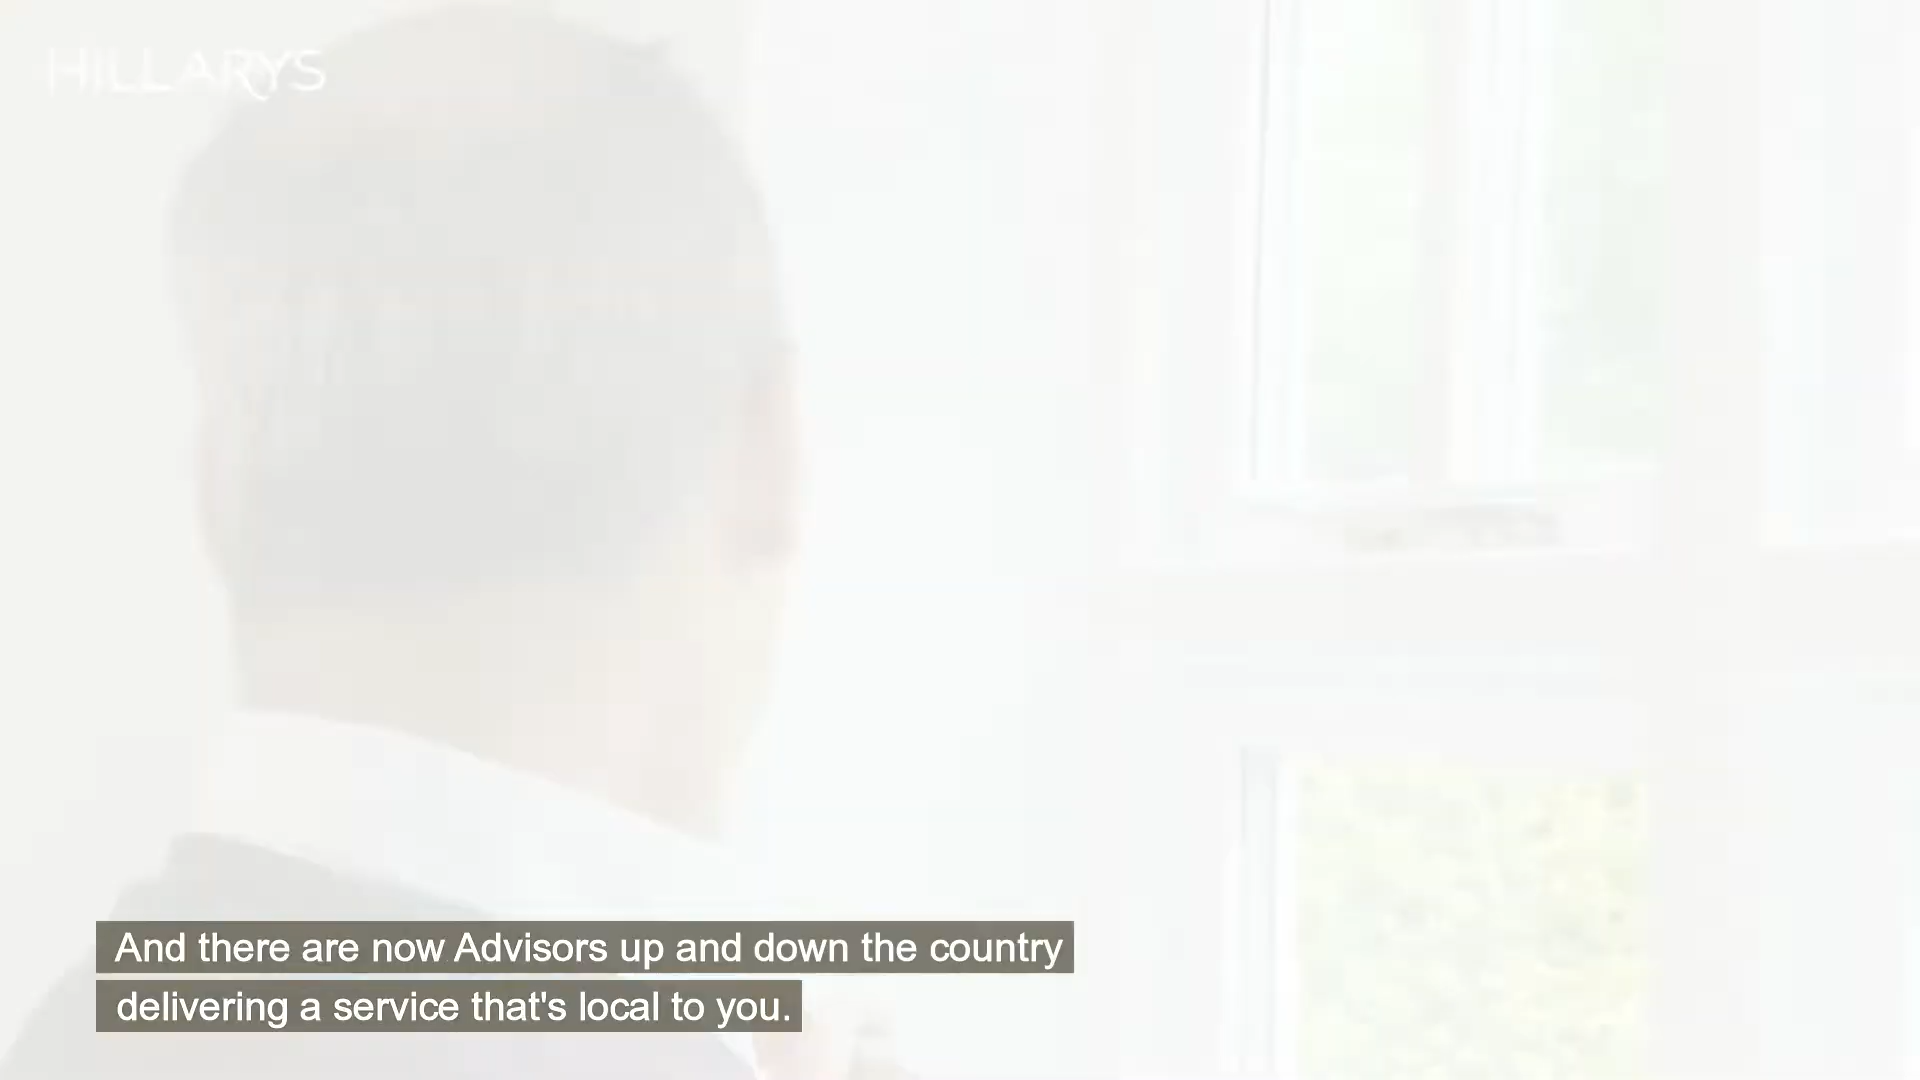 HILLARYS
And there are now Advisors up and down the country
delivering a service that's local to you.